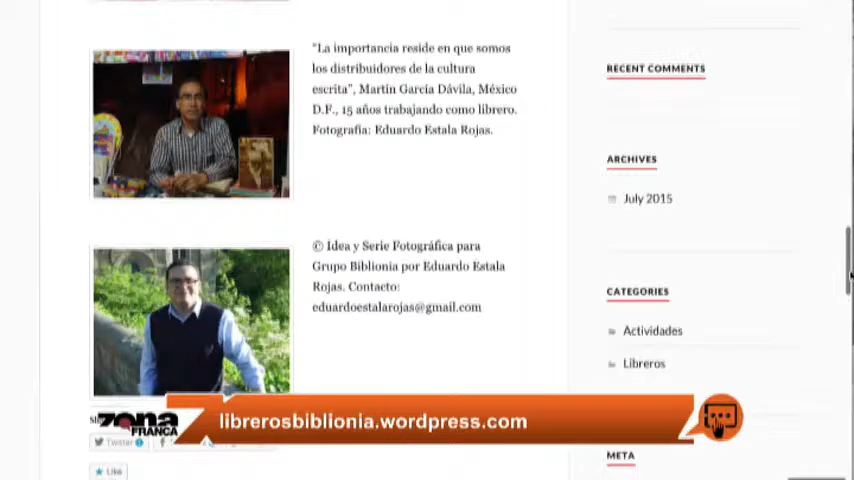 "La importancia reside en que somos
los distribuidores de la cultura
escrita", Martín García Dávila, México
D.F., 15 años trabajando como librero.
Fotografía: Eduardo Estala Rojas.
© Idea y Serie Fotográfica para
Grupo Biblionia por Eduardo Estala
Rojas. Contacto:
eduardoestalarojas@gmail.com
RECENT COMMENTS
ARCHIVES
July 2015
CATEGORIES
Actividades
Libreros
META
zona
FRANCA
librerosbiblionia.wordpress.com
Twitter
Like